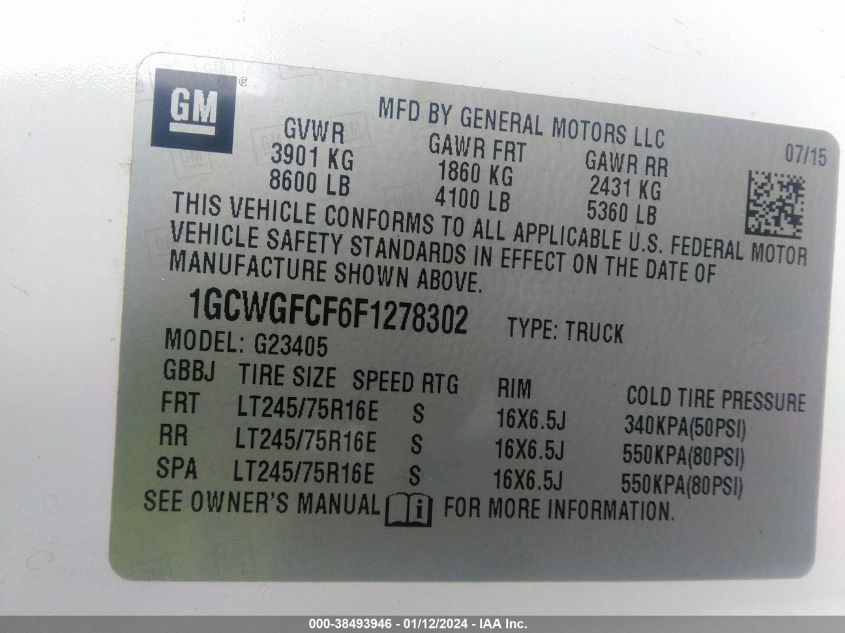 GM ®
MFD BY GENERAL MOTORS LLC
07/15
GVWR GAWR FRT GAWR RR
3901 KG 1860 KG 2431 KG
8600 LB 4100 LB 5360 LB
THIS VEHICLE CONFORMS TO ALL APPLICABLE U.S. FEDERAL MOTOR
VEHICLE SAFETY STANDARDS IN EFFECT ON THE DATE OF
MANUFACTURE SHOWN ABOVE.
1GCWGFCF6F1278302 TYPE: TRUCK
MODEL: G23405
GBBJ TIRE SIZE SPEED RTG RIM COLD TIRE PRESSURE
FRT LT245/75R16E S 16X6.5J 340KPA(50PSI)
RR LT245/75R16E S 16X6.5J 550KPA(80PSI)
SPA LT245/75R16E S 16X6.5J 550KPA(80PSI)
SEE OWNER'S MANUAL i FOR MORE INFORMATION.
000-38493946 - 01/12/2024 - IAA Inc.